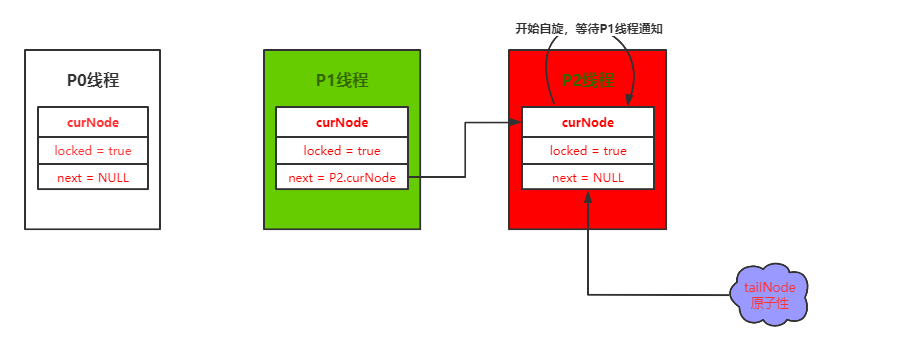 开始自旋，等待P1线程通知
P0线程
curNode
locked = true
next = NULL
P1线程
curNode
locked = true
next = P2.curNode
P2线程
curNode
locked = true
next = NULL
tailNode
原子性